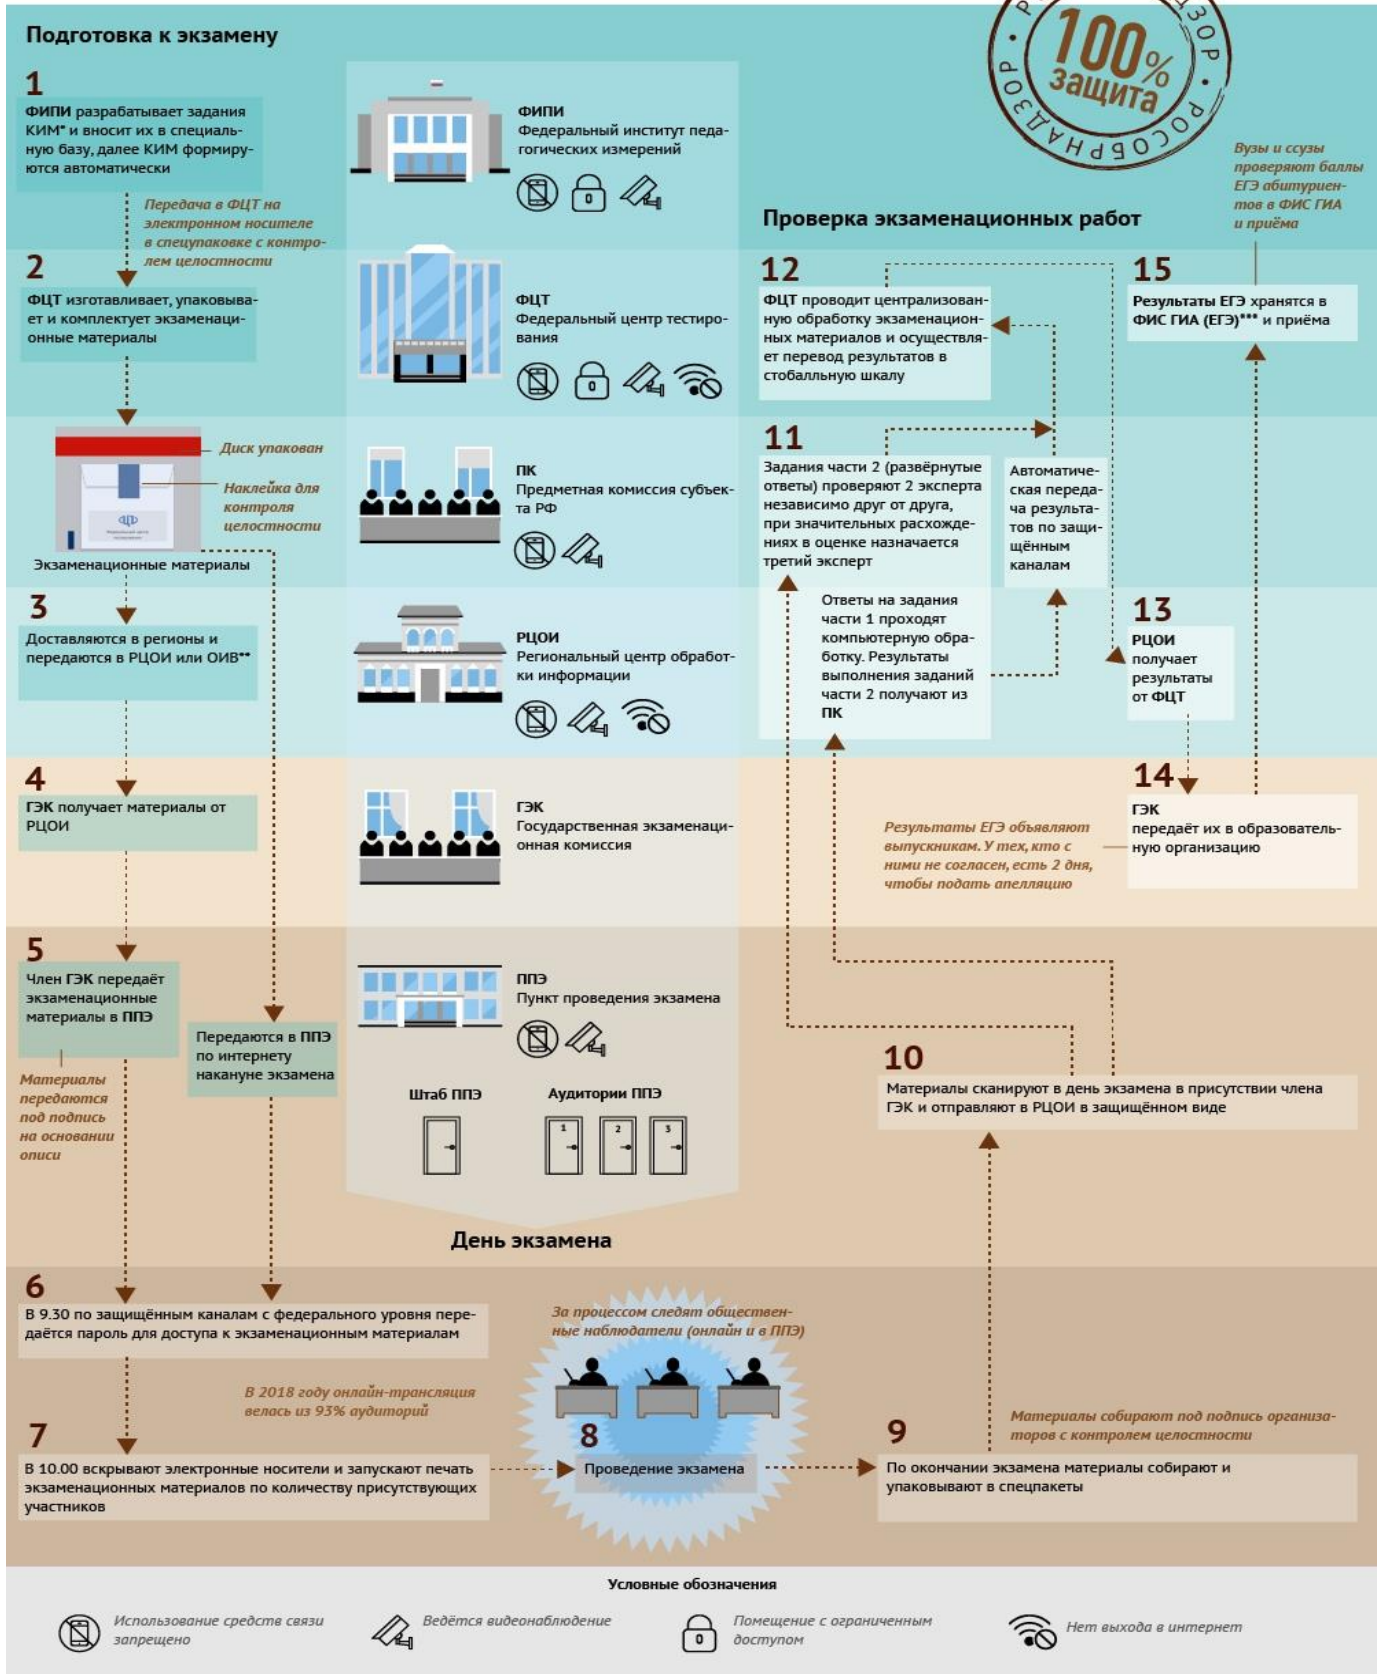 Подготовка к экзамену
1
ФИПИ разрабатывает задания
КИМ* и вносит их в специаль-
ную базу, далее КИМ формиру-
ются автоматически
Передача в ФЦТ на
электронном носителе
в спецупаковке с контро-
лем целостности
2
ФЦТ изготавливает, упаковыва-
ет и комплектует экзаменаци-
онные материалы
Диск упакован
Наклейка для
контроля
целостности
ФЦТ
Экзаменационные материалы
3
Доставляются в регионы и
передаются в РЦОИ или ОИВ**
4
ГЭК получает материалы от
РЦОИ
5
Член ГЭК передаёт
экзаменационные
материалы в ППЭ
Материалы
передаются
под подпись
на основании
описи
Передаются в ППЭ
по интернету
накануне экзамена
ФИПИ
Федеральный институт педа-
гогических измерений
ФЦТ
Федеральный центр тестиро-
вания
ПК
Предметная комиссия субъек-
та РФ
РЦОИ
Региональный центр обработ-
ки информации
ГЭК
Государственная экзаменаци-
онная комиссия
ППЭ
Пункт проведения экзамена
Штаб ППЭ
Аудитории ППЭ
1
2
3
День экзамена
6
В 9.30 по защищённым каналам с федерального уровня пере-
даётся пароль для доступа к экзаменационным материалам
В 2018 году онлайн-трансляция
велась из 93% аудиторий
7
В 10.00 вскрывают электронные носители и запускают печать
экзаменационных материалов по количеству присутствующих
участников
За процессом следят обществен-
ные наблюдатели (онлайн и в ППЭ)
8
Проведение экзамена
9
По окончании экзамена материалы собирают и
упаковывают в спецпакеты
Материалы собирают под подпись организа-
торов с контролем целостности
10
Материалы сканируют в день экзамена в присутствии члена
ГЭК и отправляют в РЦОИ в защищённом виде
100%
защита
РОСОБРНАДЗОР
Проверка экзаменационных работ
11
Задания части 2 (развёрнутые
ответы) проверяют 2 эксперта
независимо друг от друга,
при значительных расхожде-
ниях в оценке назначается
третий эксперт
Ответы на задания
части 1 проходят
компьютерную обра-
ботку. Результаты
выполнения заданий
части 2 получают из
ПК
Автоматиче-
ская переда-
ча результа-
тов по защи-
щённым
каналам
12
ФЦТ проводит централизован-
ную обработку экзаменацион-
ных материалов и осуществля-
ет перевод результатов в
стобалльную шкалу
13
РЦОИ
получает
результаты
от ФЦТ
14
ГЭК
передаёт их в образователь-
ную организацию
Результаты ЕГЭ объявляют
выпускникам. У тех, кто с
ними не согласен, есть 2 дня,
чтобы подать апелляцию
15
Результаты ЕГЭ хранятся в
ФИС ГИА (ЕГЭ)*** и приёма
Вузы и ссузы
проверяют баллы
ЕГЭ абитуриен-
тов в ФИС ГИА
и приёма
Условные обозначения
Использование средств связи
запрещено
Ведётся видеонаблюдение
Помещение с ограниченным
доступом
Нет выхода в интернет